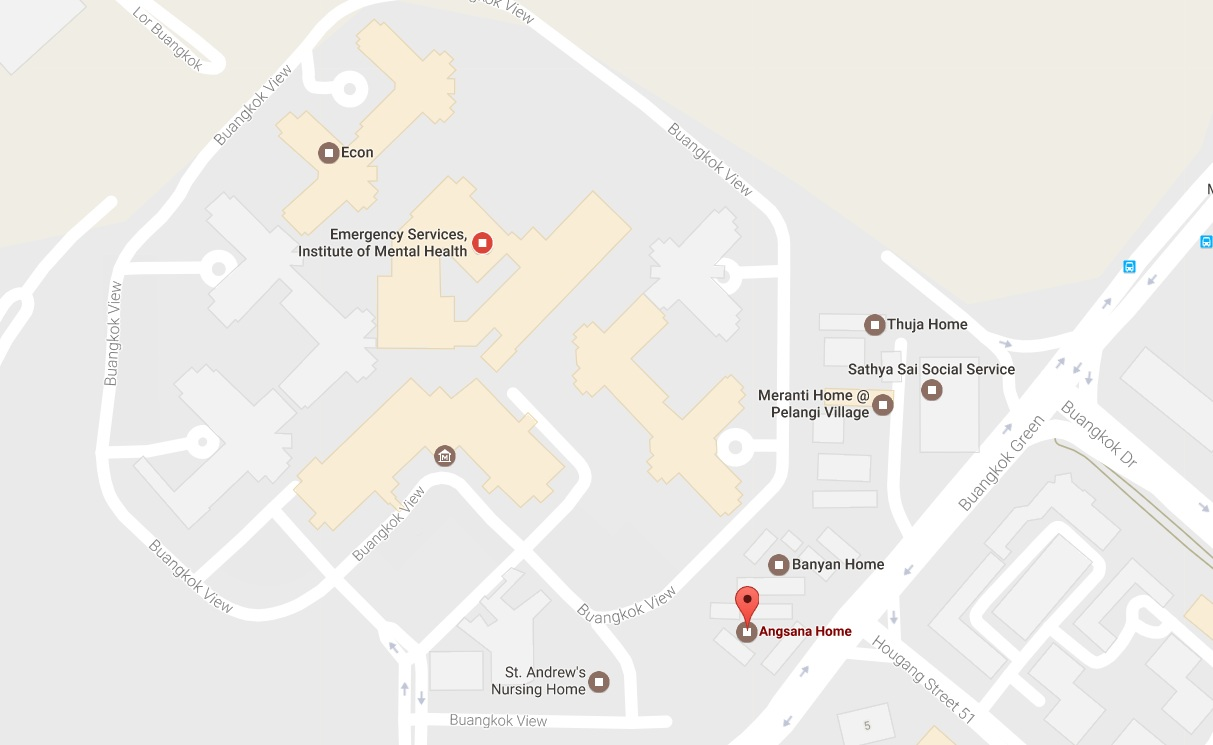 Buangkok View
Lor Buangkok
Buangkok View
Buangkok View
Econ
Emergency Services,
Institute of Mental Health
Buangkok View
Thuja Home
Sathya Sai Social Service
Meranti Home @
Pelangi Village
Buangkok Dr
Buangkok Green
Buangkok View
Buangkok View
Banyan Home
Buangkok View
Angsana Home
Hougang Street 51
St. Andrew's
Nursing Home
Buangkok View
5